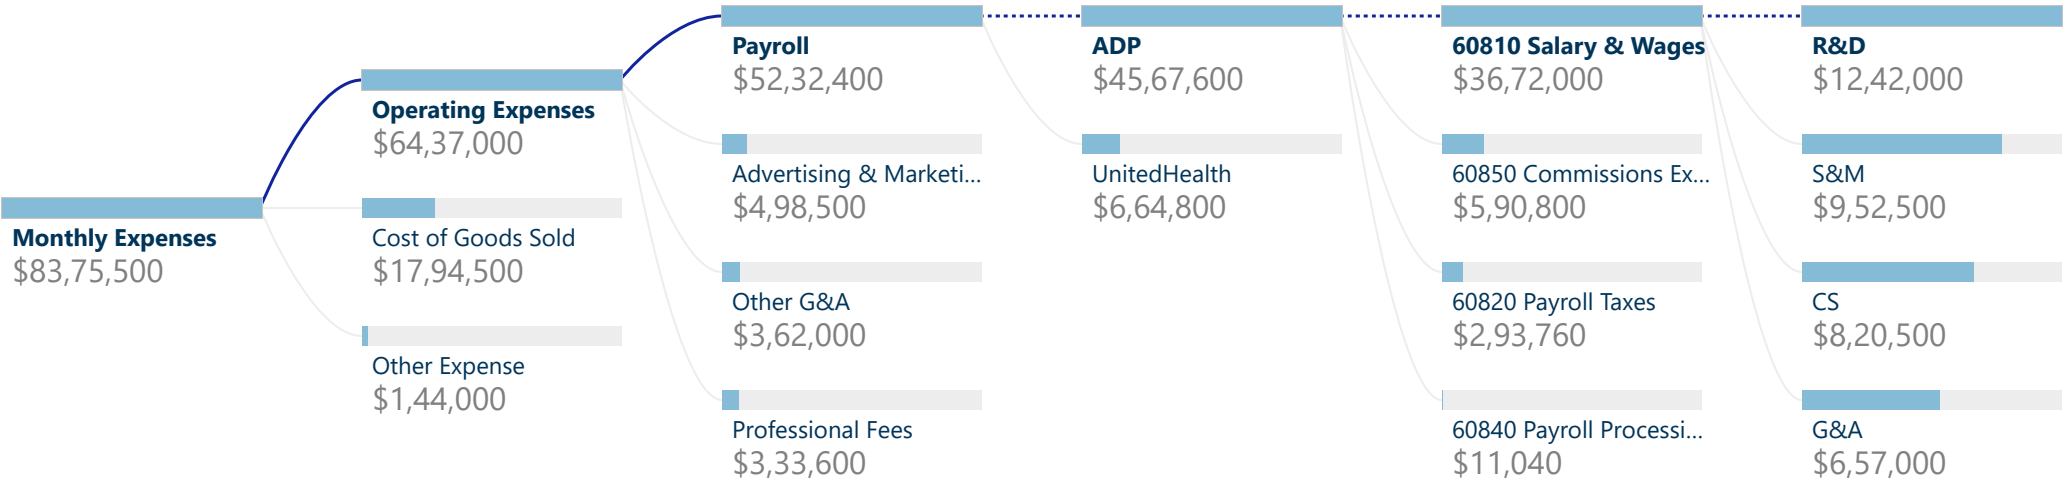 Monthly Expenses
$83,75,500
Operating Expenses
$64,37,000
Cost of Goods Sold
$17,94,500
Other Expense
$1,44,000
Payroll
$52,32,400
Advertising & Marketi...
$4,98,500
Other G&A
$3,62,000
Professional Fees
$3,33,600
ADP
$45,67,600
UnitedHealth
$6,64,800
60810 Salary & Wages
$36,72,000
60850 Commissions Ex...
$5,90,800
60820 Payroll Taxes
$2,93,760
60840 Payroll Processi...
$11,040
R&D
$12,42,000
S&M
$9,52,500
CS
$8,20,500
G&A
$6,57,000